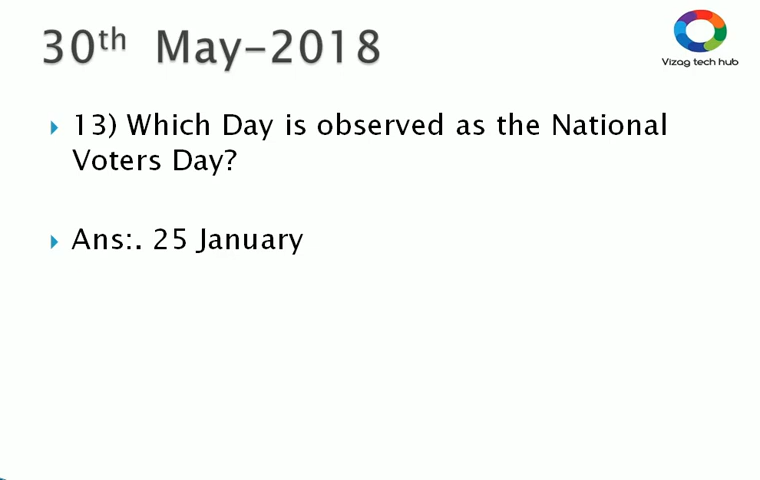 30th May-2018
Vizag tech hub
13) Which Day is observed as the National
Voters Day?
Ans:. 25 January